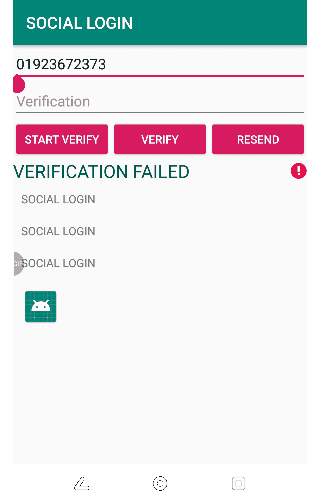 SOCIAL LOGIN
01923672373
Verification
START VERIFY VERIFY RESEND
VERIFICATION FAILED
SOCIAL LOGIN
SOCIAL LOGIN
SOCIAL LOGIN